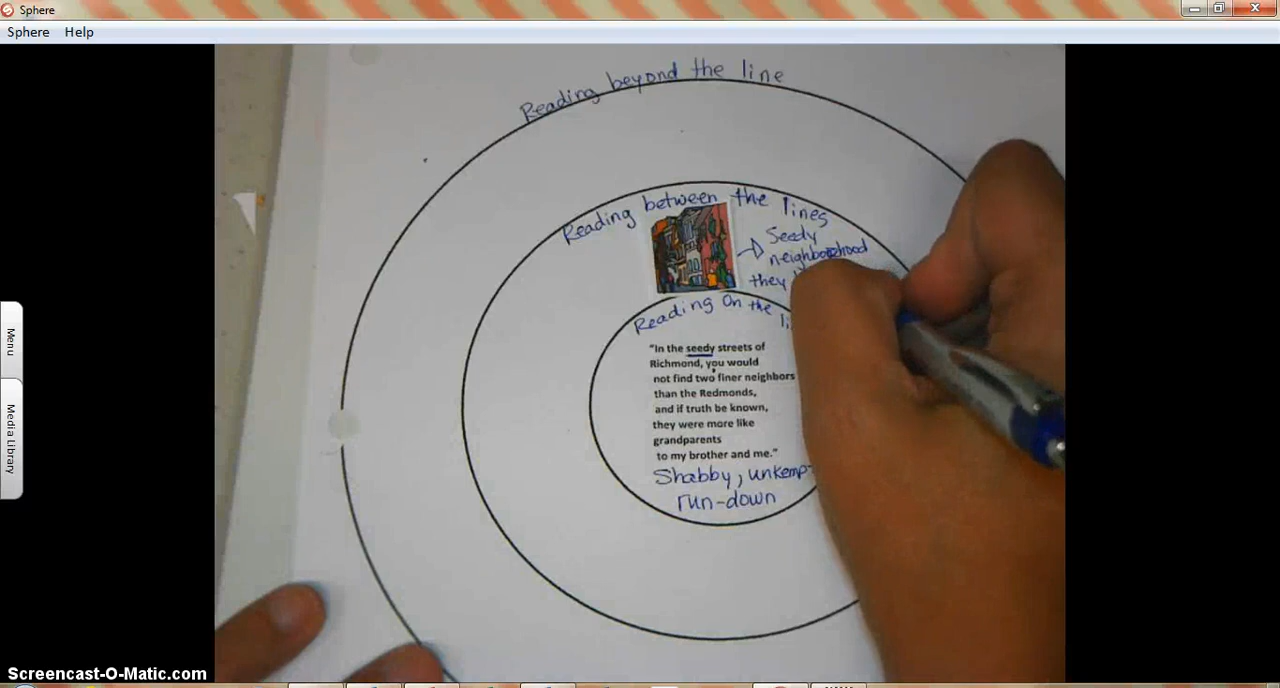 Sphere
Sphere Help
Reading beyond the line
Reading between the lines
Seedy
neighborhood
they
Reading On the
"In the seedy streets of
Richmond, you would
not find two finer neighbors
than the Redmonds,
and if truth be known,
they were more like
grandparents
to my brother and me."
Shabby, unkemp
run-down
Menu
Media Library
Screencast-O-Matic.com